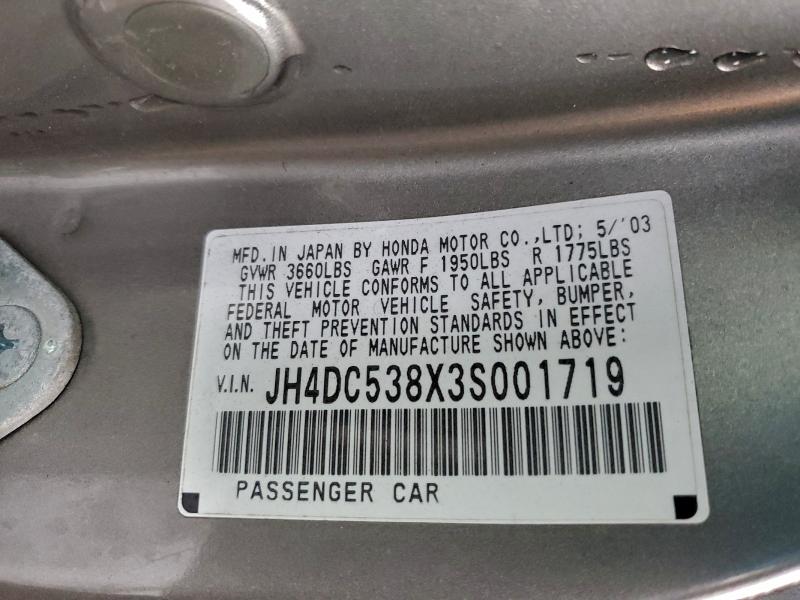 MFD.IN JAPAN BY HONDA MOTOR CO.,LTD; 5/'03
GVWR 3660LBS GAWR F 1950LBS R 1775LBS
THIS VEHICLE CONFORMS TO ALL APPLICABLE
FEDERAL MOTOR VEHICLE SAFETY, BUMPER,
AND THEFT PREVENTION STANDARDS IN EFFECT
ON THE DATE OF MANUFACTURE SHOWN ABOVE:
V.I.N. JH4DC538X3S001719
PASSENGER CAR